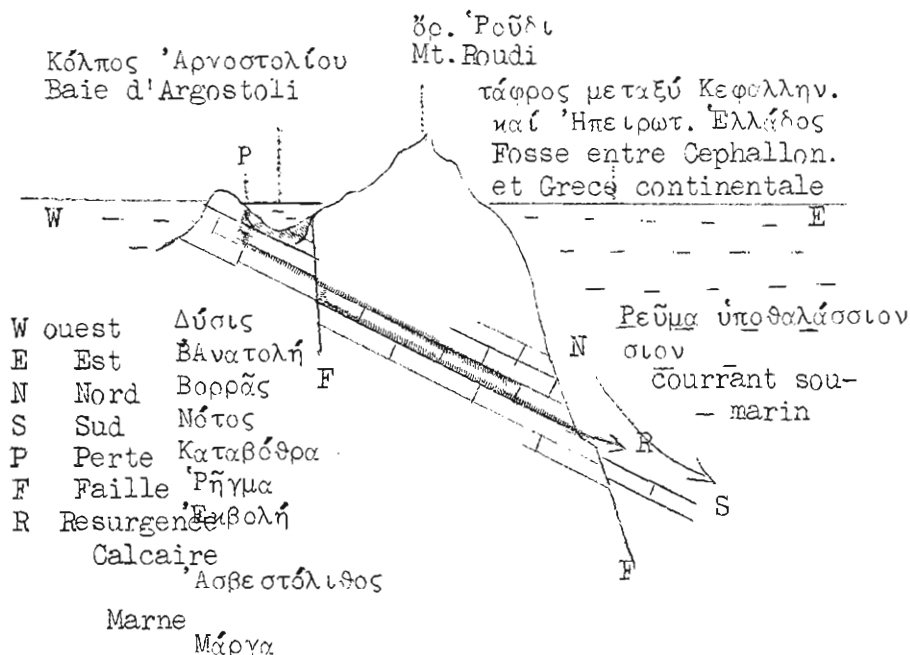 ὄρ. Ῥοῦδι
Mt. Roudi
Κόλπος Ἀργοστολίου
Baie d'Argostoli
τάφρος μεταξύ Κεφαλλην.
καί Ἠπειρωτ. Ἑλλάδος
Fosse entre Cephallon.
et Grece continentale
P
W
E
Ρεῦμα ὑποθαλάσσιον
σιον
Courrant sou-
- marin
N
F
R
S
F
W ouest Δύσις
E Est Ἀνατολή
N Nord Βορρᾶς
S Sud Νότος
P Perte Καταβόθρα
F Faille Ῥῆγμα
R Resurgence Ἐκβολή
Calcaire
Ἀσβεστόλιθος
Marne
Μάργα